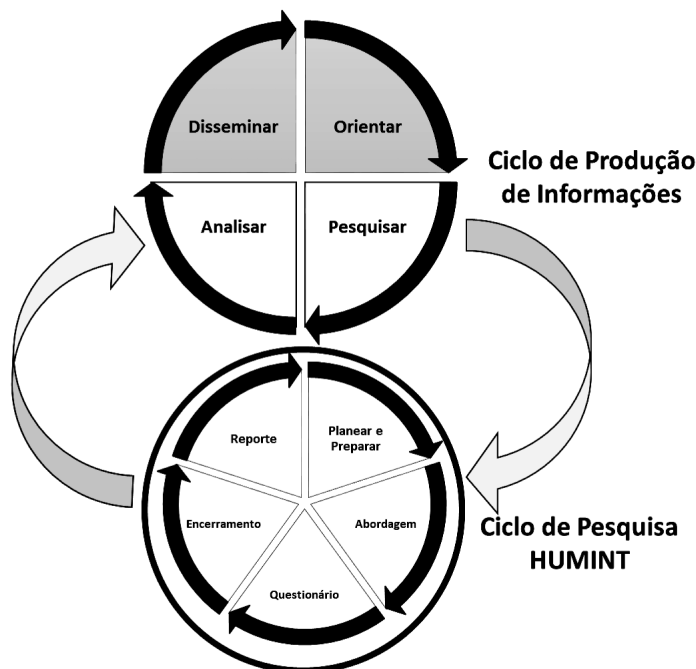 Disseminar
Orientar
Ciclo de Produção
de Informações
Analisar
Pesquisar
Reporte
Planear e
Preparar
Encerramento
Abordagem
Ciclo de Pesquisa
HUMINT
Questionário